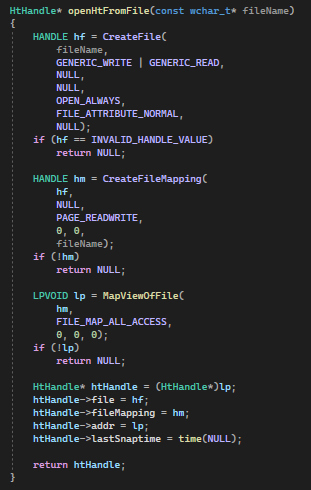 HtHandle* openHtFromFile(const wchar_t* fileName)
{
    HANDLE hf = CreateFile(
        fileName,
        GENERIC_WRITE | GENERIC_READ,
        NULL,
        NULL,
        OPEN_ALWAYS,
        FILE_ATTRIBUTE_NORMAL,
        NULL);
    if (hf == INVALID_HANDLE_VALUE)
        return NULL;

    HANDLE hm = CreateFileMapping(
        hf,
        NULL,
        PAGE_READWRITE,
        0, 0,
        fileName);
    if (!hm)
        return NULL;

    LPVOID lp = MapViewOfFile(
        hm,
        FILE_MAP_ALL_ACCESS,
        0, 0, 0);
    if (!lp)
        return NULL;

    HtHandle* htHandle = (HtHandle*)lp;
    htHandle->file = hf;
    htHandle->fileMapping = hm;
    htHandle->addr = lp;
    htHandle->lastSnaptime = time(NULL);

    return htHandle;
}